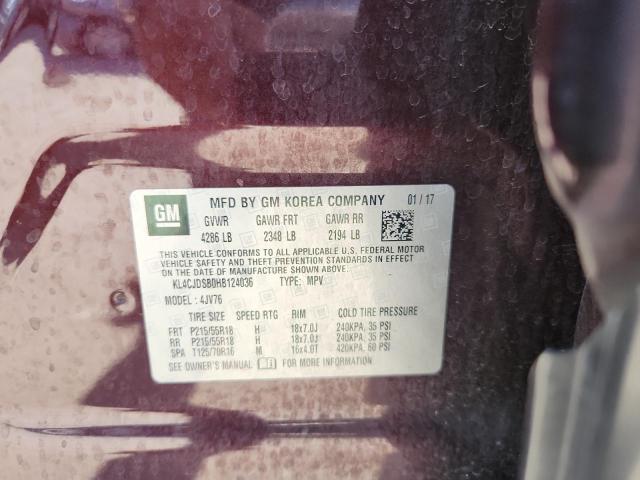 GM
MFD BY GM KOREA COMPANY 01/17
GVWR GAWR FRT GAWR RR
4286 LB 2348 LB 2194 LB
THIS VEHICLE CONFORMS TO ALL APPLICABLE U.S. FEDERAL MOTOR
VEHICLE SAFETY AND THEFT PREVENTION STANDARDS IN EFFECT ON
THE DATE OF MANUFACTURE SHOWN ABOVE.
KL4CJDSB0HB124036 TYPE: MPV
MODEL: 4JV76
TIRE SIZE SPEED RTG RIM COLD TIRE PRESSURE
FRT P215/55R18 H 18x7.0J 240KPA, 35 PSI
RR P215/55R18 H 18x7.0J 240KPA, 35 PSI
SPA T125/70R16 M 16x4.0T 420KPA, 60 PSI
SEE OWNER'S MANUAL FOR MORE INFORMATION